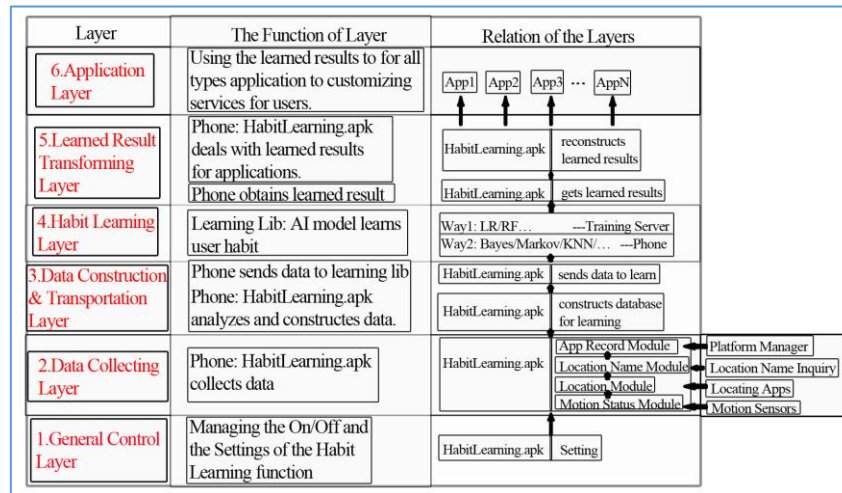 Layer
The Function of Layer
Relation of the Layers
6.Application
Layer
Using the learned results to for all
types application to customizing
services for users.
App1 App2 App3 ... AppN
5.Learned Result
Transforming
Layer
Phone: HabitLearning.apk
deals with learned results
for applications.
Phone obtains learned result
HabitLearning.apk
reconstructs
learned results
HabitLearning.apk gets learned results
4.Habit Learning
Layer
Learning Lib: AI model learns
user habit
Way1: LR/RF… ---Training Server
Way2: Bayes/Markov/KNN/… ---Phone
3.Data Construction
& Transportation
Layer
Phone sends data to learning lib
Phone: HabitLearning.apk
analyzes and constructes data.
HabitLearning.apk sends data to learn
HabitLearning.apk
constructs database
for learning
2.Data Collecting
Layer
Phone: HabitLearning.apk
collects data
HabitLearning.apk
App Record Module Platform Manager
Location Name Module Location Name Inquiry
Location Module Locating Apps
Motion Status Module Motion Sensors
1.General Control
Layer
Managing the On/Off and
the Settings of the Habit
Learning function
HabitLearning.apk Setting